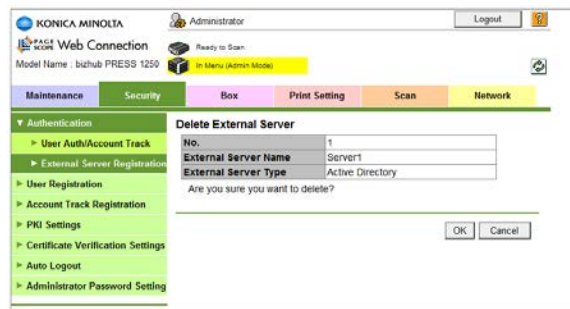 KONICA MINOLTA
Administrator
Logout
?
PAGE SCOPE Web Connection
Ready to Scan
Model Name : bizhub PRESS 1250
In Menu (Admin Mode)
Maintenance Security Box Print Setting Scan Network
Authentication
User Auth/Account Track
External Server Registration
User Registration
Account Track Registration
PKI Settings
Certificate Verification Settings
Auto Logout
Administrator Password Setting
Delete External Server
No. 1
External Server Name Server1
External Server Type Active Directory
Are you sure you want to delete?
OK Cancel